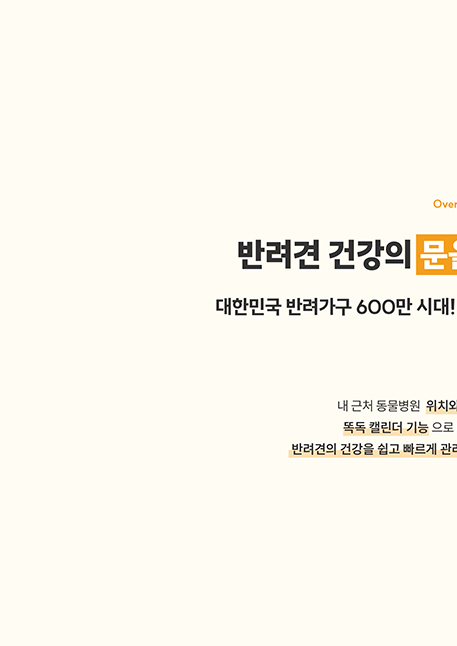 Over
반려견 건강의 문을
대한민국 반려가구 600만 시대!
내 근처 동물병원 위치와
똑독 캘린더 기능 으로
반려견의 건강을 쉽고 빠르게 관리